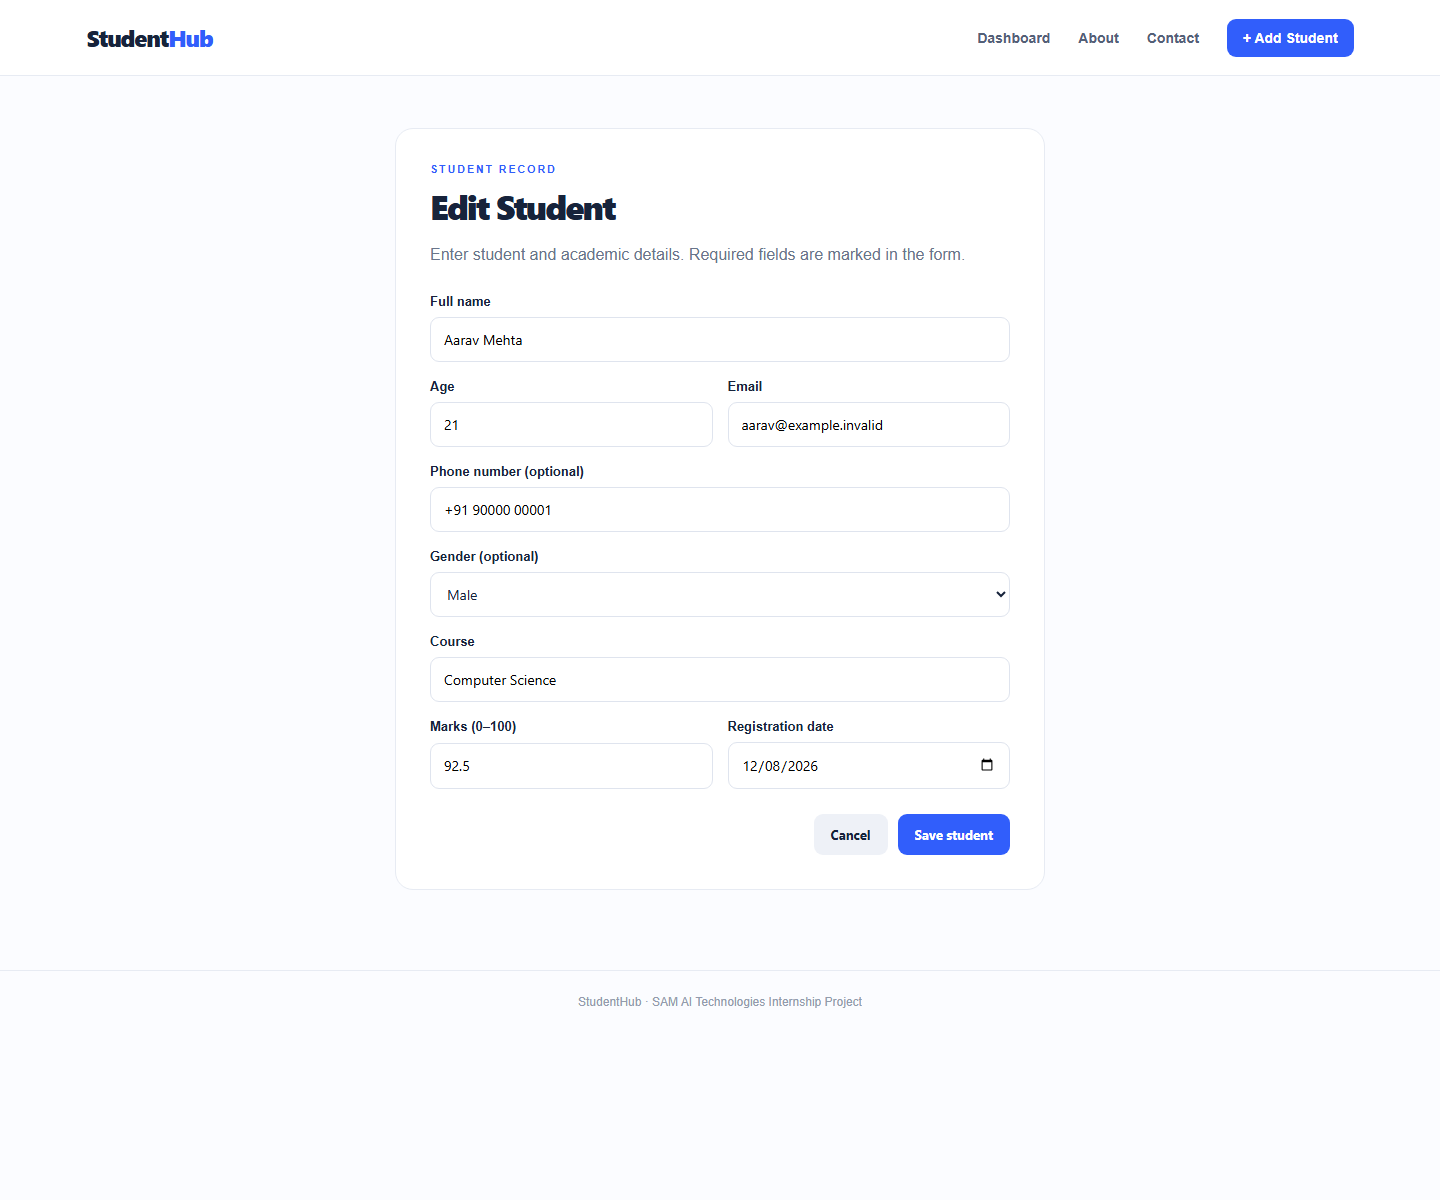 StudentHub
Dashboard About Contact + Add Student
STUDENT RECORD
Edit Student
Enter student and academic details. Required fields are marked in the form.
Full name
Aarav Mehta
Age Email
21 aarav@example.invalid
Phone number (optional)
+91 90000 00001
Gender (optional)
Male
Course
Computer Science
Marks (0–100) Registration date
92.5 12/08/2026
Cancel Save student
StudentHub · SAM AI Technologies Internship Project